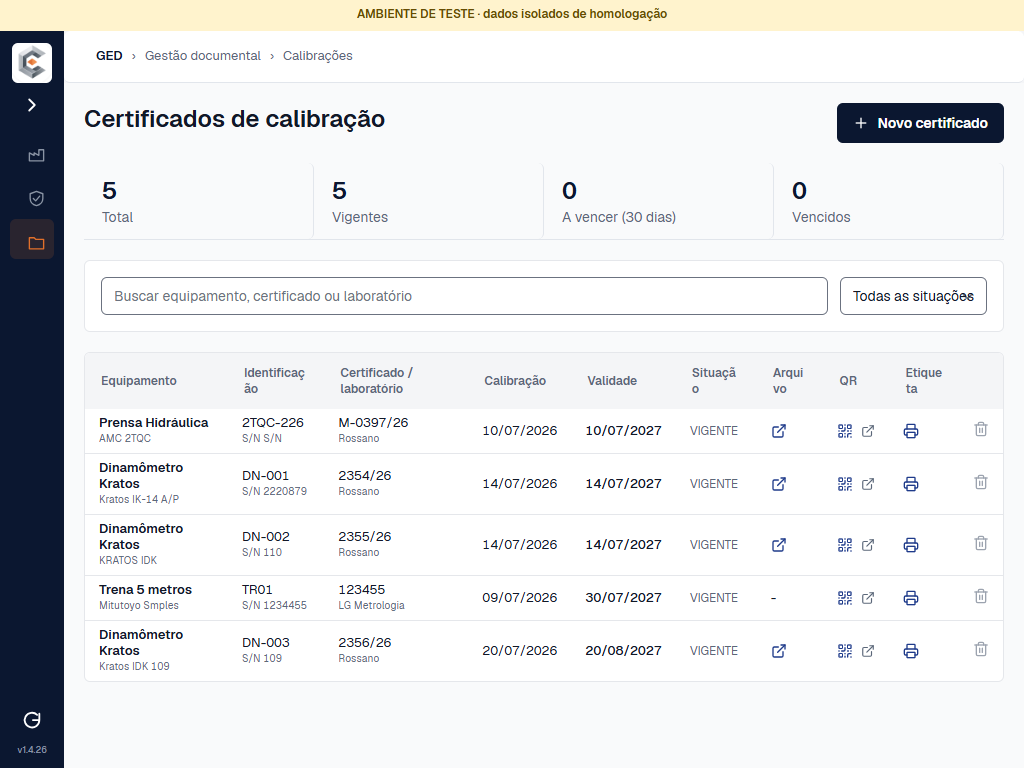 AMBIENTE DE TESTE · dados isolados de homologação
GED › Gestão documental › Calibrações
Certificados de calibração
+ Novo certificado
5
Total
5
Vigentes
0
A vencer (30 dias)
0
Vencidos
Buscar equipamento, certificado ou laboratório
Todas as situações
Equipamento
Identificaç
ão
Certificado /
laboratório
Calibração
Validade
Situaçã
o
Arqui
vo
QR
Etique
ta
Prensa Hidráulica
AMC 2TQC
2TQC-226
S/N S/N
M-0397/26
Rossano
10/07/2026
10/07/2027
VIGENTE
Dinamômetro
Kratos
Kratos IK-14 A/P
DN-001
S/N 2220879
2354/26
Rossano
14/07/2026
14/07/2027
VIGENTE
Dinamômetro
Kratos
KRATOS IDK
DN-002
S/N 110
2355/26
Rossano
14/07/2026
14/07/2027
VIGENTE
Trena 5 metros
Mitutoyo Smples
TR01
S/N 1234455
123455
LG Metrologia
09/07/2026
30/07/2027
VIGENTE
-
Dinamômetro
Kratos
Kratos IDK 109
DN-003
S/N 109
2356/26
Rossano
20/07/2026
20/08/2027
VIGENTE
v1.4.26